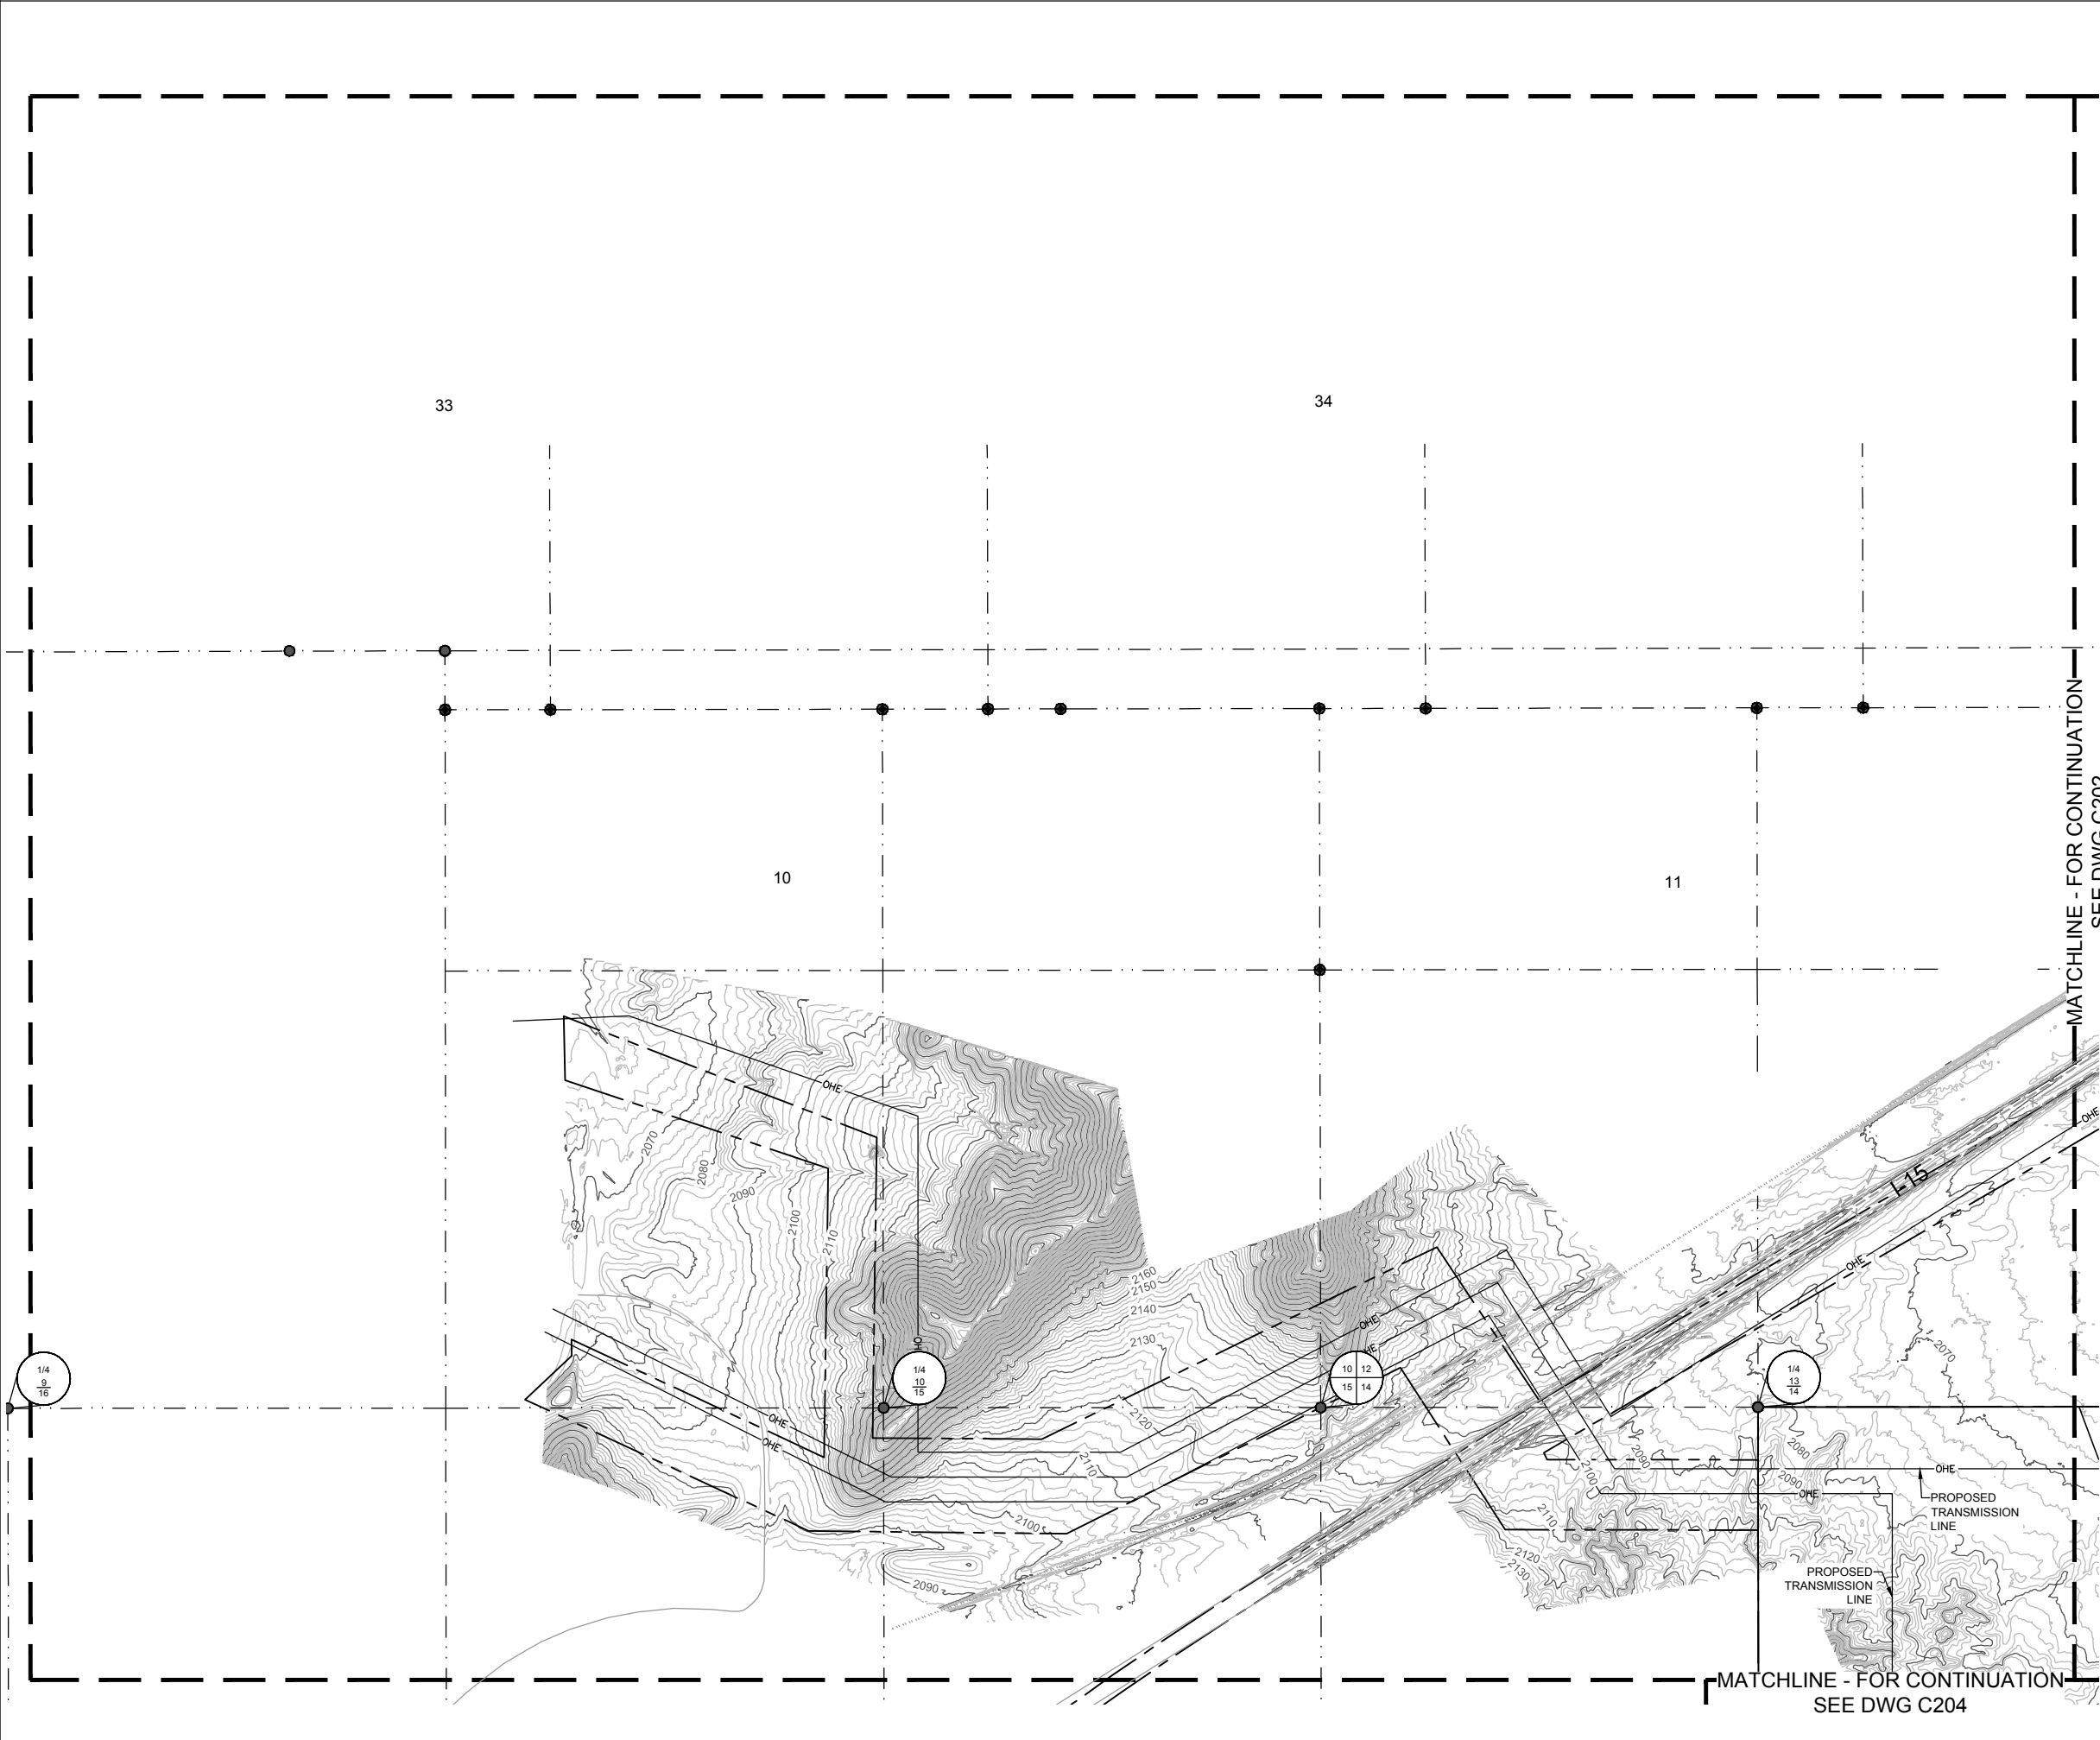 33
34
10
11
MATCHLINE - FOR CONTINUATION
SEE DWG C202
OHE
OHE
I-15
OHE
2070
2080
2090
2100
2110
2160
2150
2140
2130
2120
2110
2100
2090
OHE
OHE
OHE
1/4
9
16
1/4
10
15
10 12
15 14
1/4
13
14
2070
2080
2090
2090
2100
2110
2120
2130
OHE
OHE
PROPOSED
TRANSMISSION
LINE
PROPOSED
TRANSMISSION
LINE
MATCHLINE - FOR CONTINUATION
SEE DWG C204